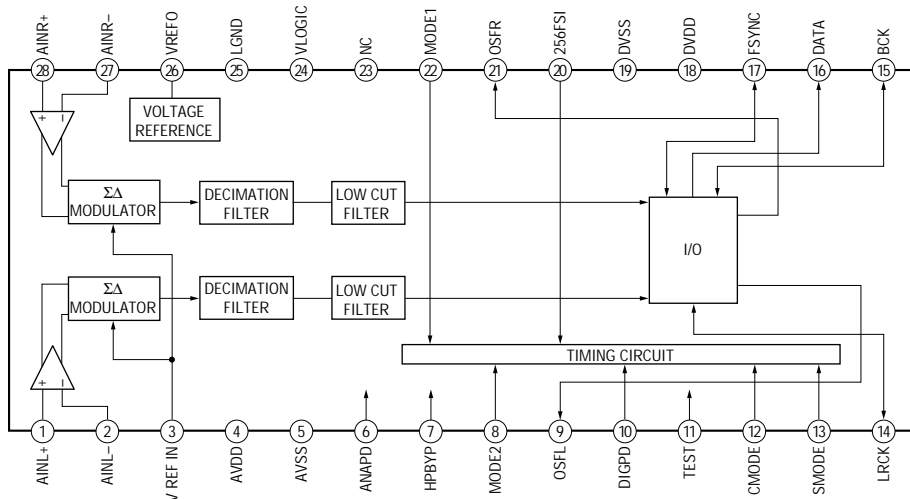 AINR+
AINR–
VREFO
LGND
VLOGIC
NC
MODE1
OSFR
256FSI
DVSS
DVDD
FSYNC
DATA
BCK
28
27
26
25
24
23
22
21
20
19
18
17
16
15
+
–
VOLTAGE
REFERENCE
ΣΔ
MODULATOR
DECIMATION
FILTER
LOW CUT
FILTER
I/O
ΣΔ
MODULATOR
DECIMATION
FILTER
LOW CUT
FILTER
TIMING CIRCUIT
+
–
1
2
3
4
5
6
7
8
9
10
11
12
13
14
AINL+
AINL–
V REF IN
AVDD
AVSS
ANAPD
HPBYP
MODE2
OSFL
DIGPD
TEST
CMODE
SMODE
LRCK